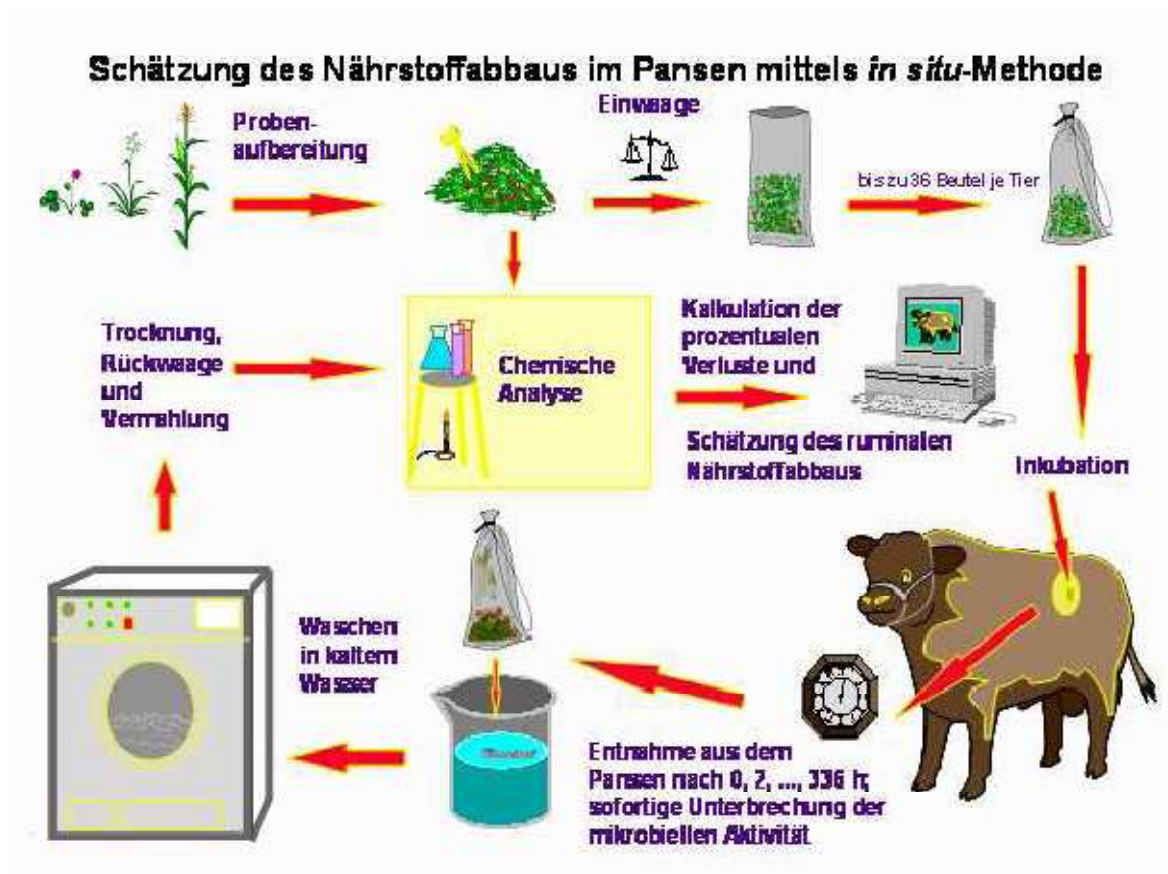 Schätzung des Nährstoffabbaus im Pansen mittels in situ-Methode
Proben-
aufbereitung
Einwaage
bis zu 36 Beutel je Tier
Trocknung,
Rückwaage
und
Vermahlung
Chemische
Analyse
Kalkulation der
prozentualen
Verluste und
Schätzung des ruminalen
Nährstoffabbaus
Inkubation
Waschen
in kaltem
Wasser
Entnahme aus dem
Pansen nach 0, 2, ..., 336 h;
sofortige Unterbrechung der
mikrobiellen Aktivität